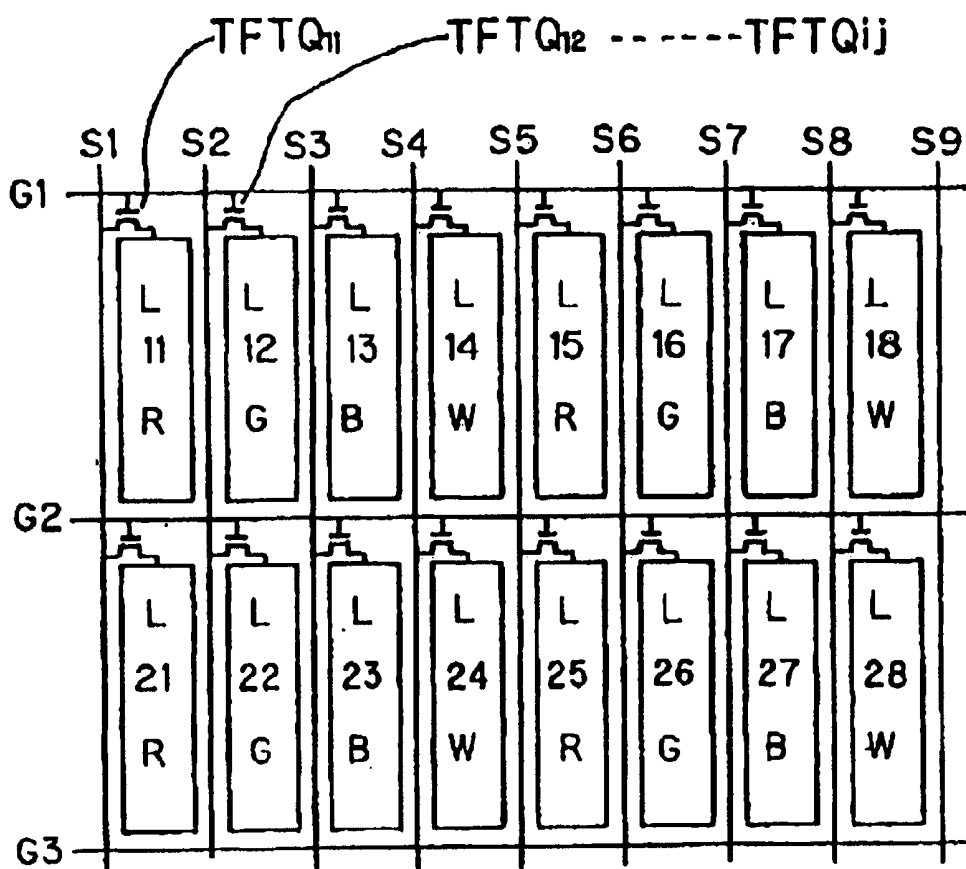 TFTQ11 TFTQ12 ------TFTQij
S1 S2 S3 S4 S5 S6 S7 S8 S9
G1
L L L L L L L L
11 12 13 14 15 16 17 18
R G B W R G B W
G2
L L L L L L L L
21 22 23 24 25 26 27 28
R G B W R G B W
G3